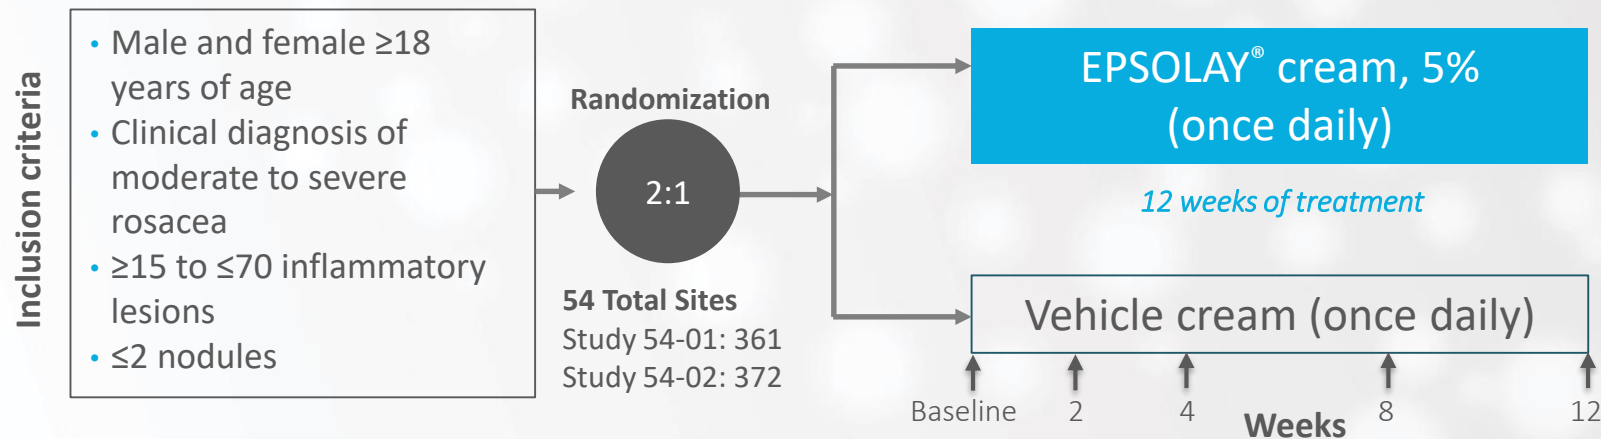 Inclusion criteria
• Male and female ≥18
years of age
• Clinical diagnosis of
moderate to severe
rosacea
• ≥15 to ≤70 inflammatory
lesions
• ≤2 nodules
Randomization
2:1
54 Total Sites
Study 54-01: 361
Study 54-02: 372
EPSOLAY® cream, 5%
(once daily)
12 weeks of treatment
Vehicle cream (once daily)
Baseline 2 4 8 12
Weeks